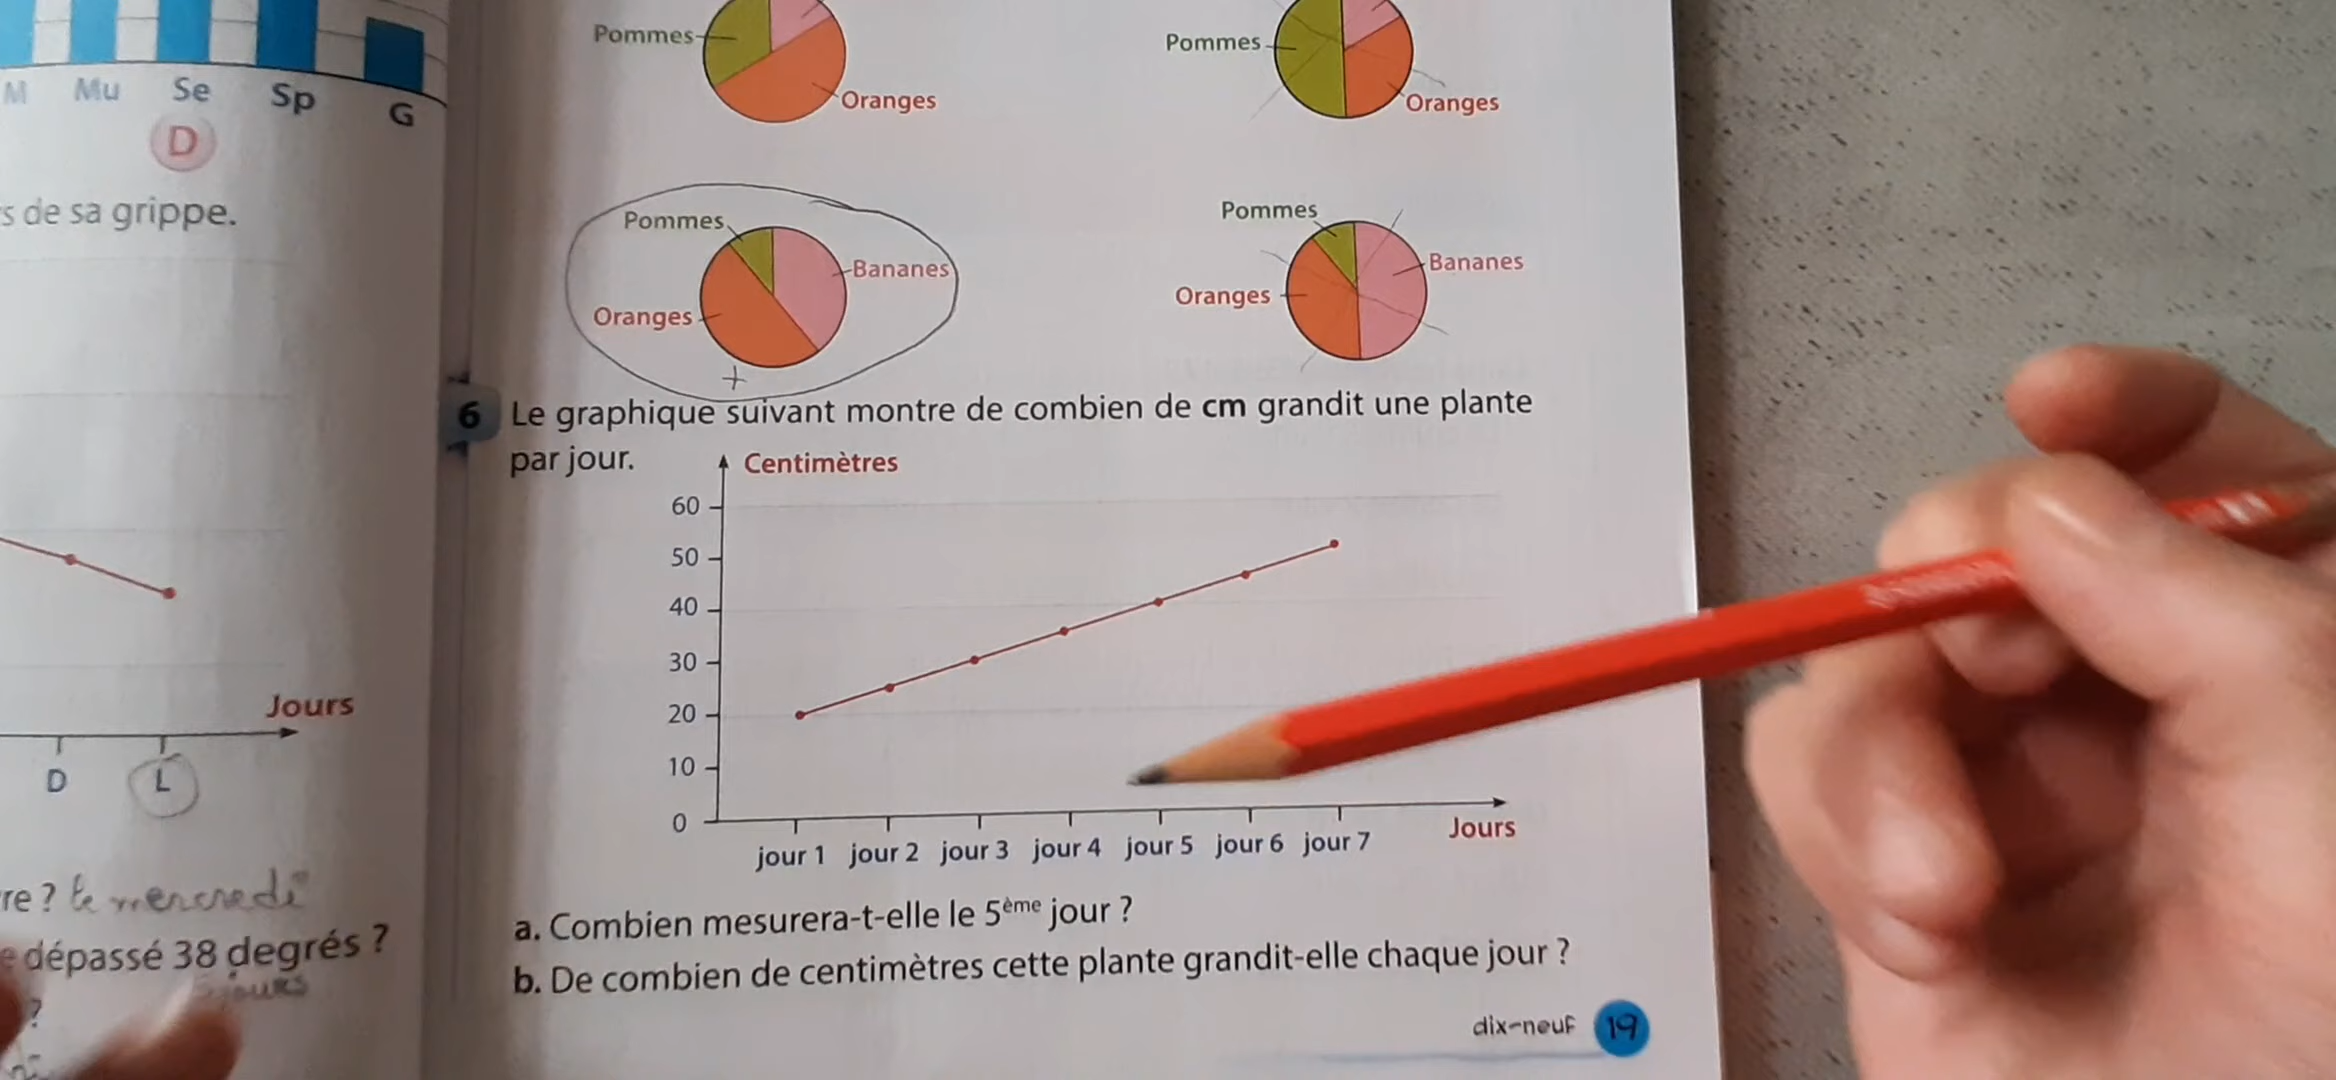 M Mu Se Sp G
D
s de sa grippe.
Jours
D L
re ? le mercredi
dépassé 38 degrés ?
jours
?
Pommes
Oranges
Pommes
Oranges
Pommes
Bananes
Oranges
+
Pommes
Bananes
Oranges
6 Le graphique suivant montre de combien de cm grandit une plante
par jour.
Centimètres
60
50
40
30
20
10
0
jour 1 jour 2 jour 3 jour 4 jour 5 jour 6 jour 7
Jours
a. Combien mesurera-t-elle le 5ème jour ?
b. De combien de centimètres cette plante grandit-elle chaque jour ?
dix-neuf 19